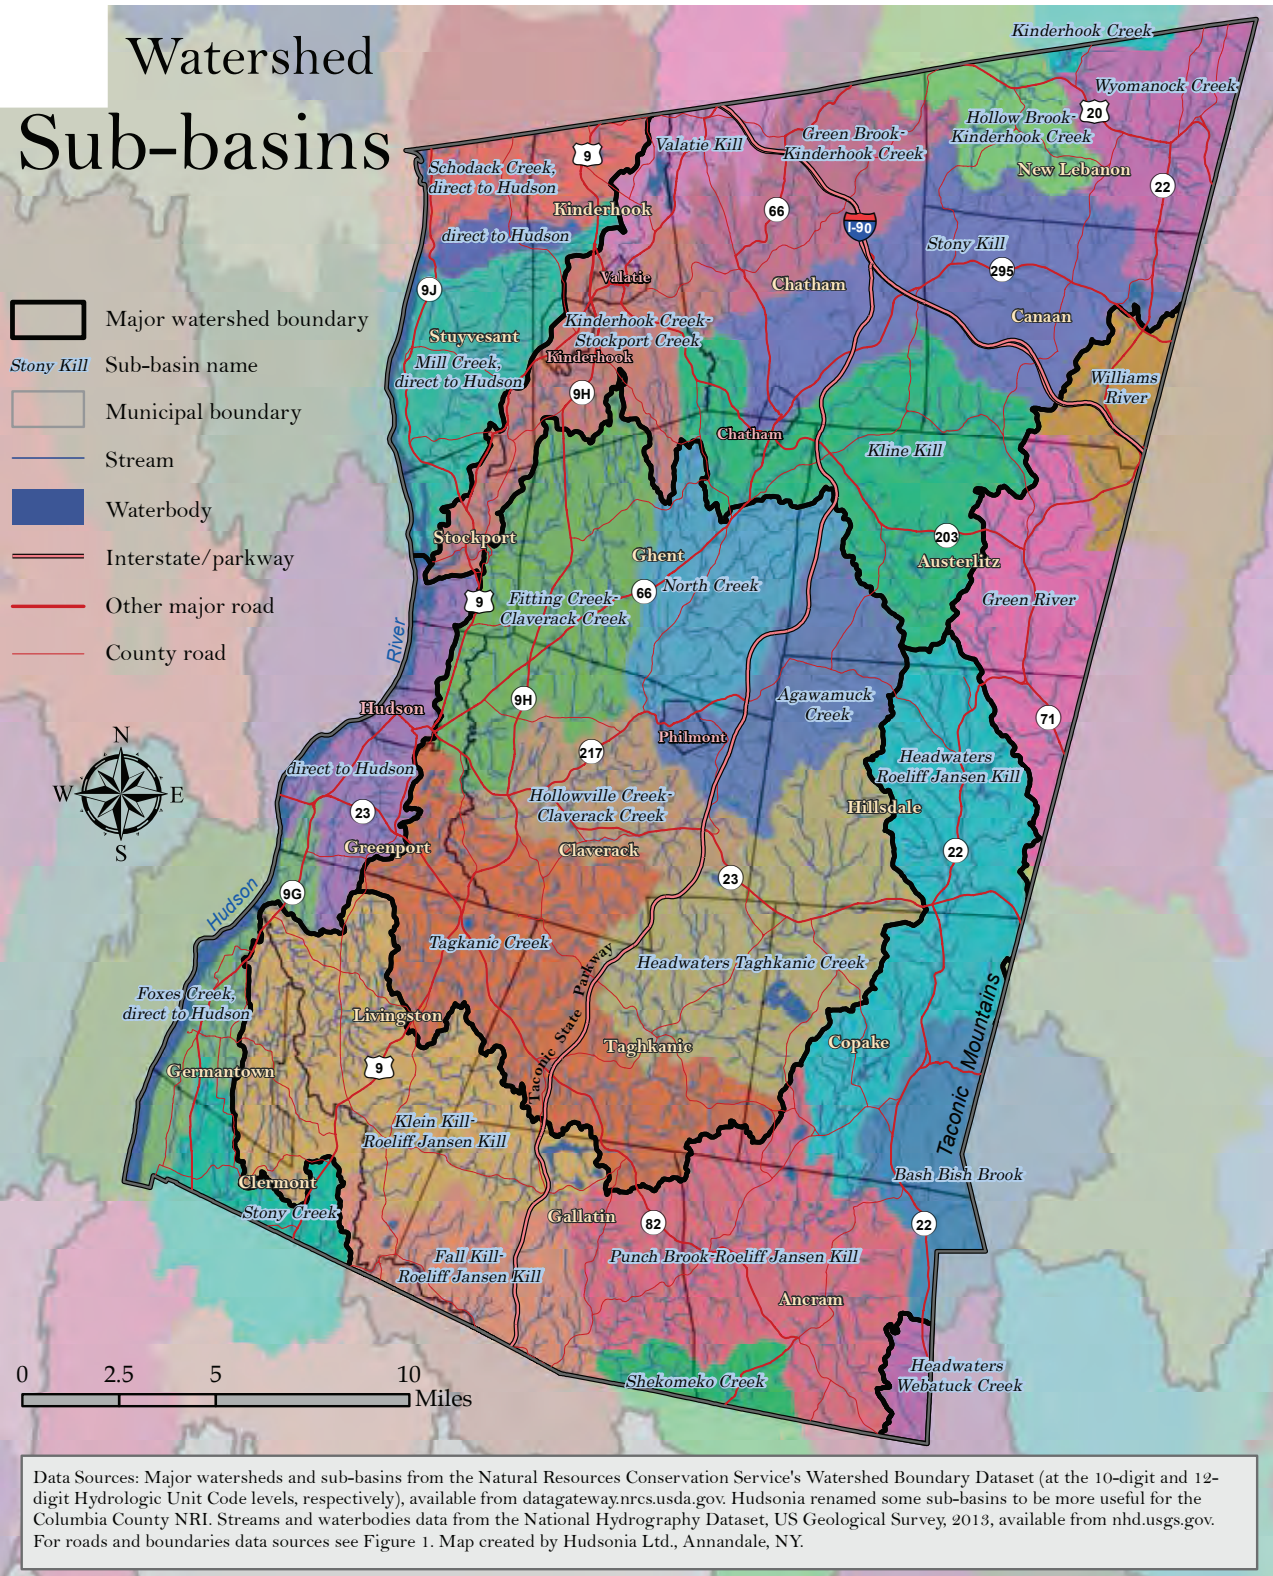 Watershed
Sub-basins
Major watershed boundary
Stony Kill
Sub-basin name
Municipal boundary
Stream
Waterbody
Interstate/parkway
Other major road
County road
N
W
E
S
Kinderhook Creek
Wyomanock Creek
20
Hollow Brook-
Kinderhook Creek
New Lebanon
22
Green Brook-
Kinderhook Creek
Valatie Kill
9
Schodack Creek,
direct to Hudson
Kinderhook
direct to Hudson
66
I-90
Stony Kill
295
Valatie
Chatham
9J
Canaan
Stuyvesant
Kinderhook Creek-
Stockport Creek
Kinderhook
Mill Creek,
direct to Hudson
9H
Williams
River
Chatham
Kline Kill
Stockport
203
Austerlitz
Ghent
66
North Creek
9
Fitting Creek-
Claverack Creek
Green River
River
9H
Hudson
Agawamuck
Creek
71
Philmont
217
direct to Hudson
Headwaters
Roeliff Jansen Kill
Hollowville Creek-
Claverack Creek
Hillsdale
23
Greenport
Claverack
22
23
9G
Hudson
Tagkanic Creek
Headwaters Taghkanic Creek
Taconic State Parkway
Foxes Creek,
direct to Hudson
Livingston
Taghkanic
Copake
Taconic Mountains
Germantown
9
Klein Kill-
Roeliff Jansen Kill
Bash Bish Brook
Clermont
Stony Creek
Gallatin
82
22
Fall Kill-
Roeliff Jansen Kill
Punch Brook-Roeliff Jansen Kill
Ancram
Shekomeko Creek
Headwaters
Webatuck Creek
0 2.5 5 10
Miles
Data Sources: Major watersheds and sub-basins from the Natural Resources Conservation Service's Watershed Boundary Dataset (at the 10-digit and 12-
digit Hydrologic Unit Code levels, respectively), available from datagateway.nrcs.usda.gov. Hudsonia renamed some sub-basins to be more useful for the
Columbia County NRI. Streams and waterbodies data from the National Hydrography Dataset, US Geological Survey, 2013, available from nhd.usgs.gov.
For roads and boundaries data sources see Figure 1. Map created by Hudsonia Ltd., Annandale, NY.